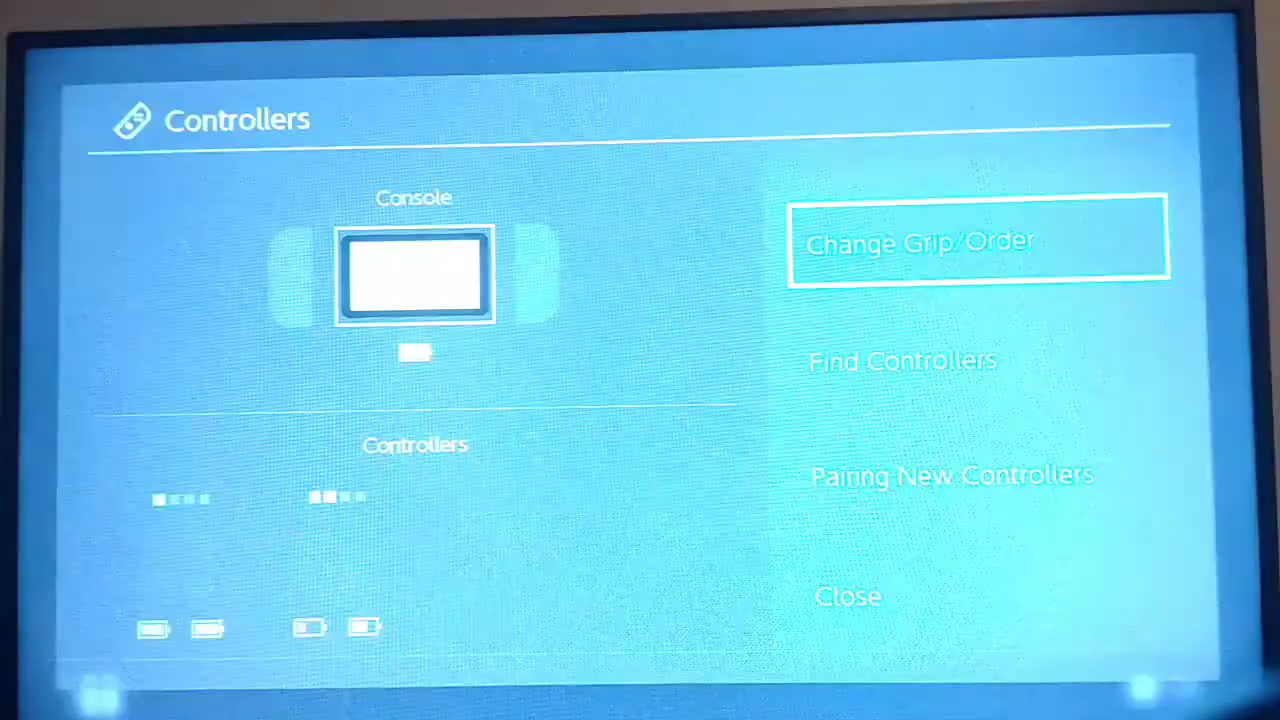 Controllers
Console
Change Grip/Order
Find Controllers
Controllers
Pairing New Controllers
Close